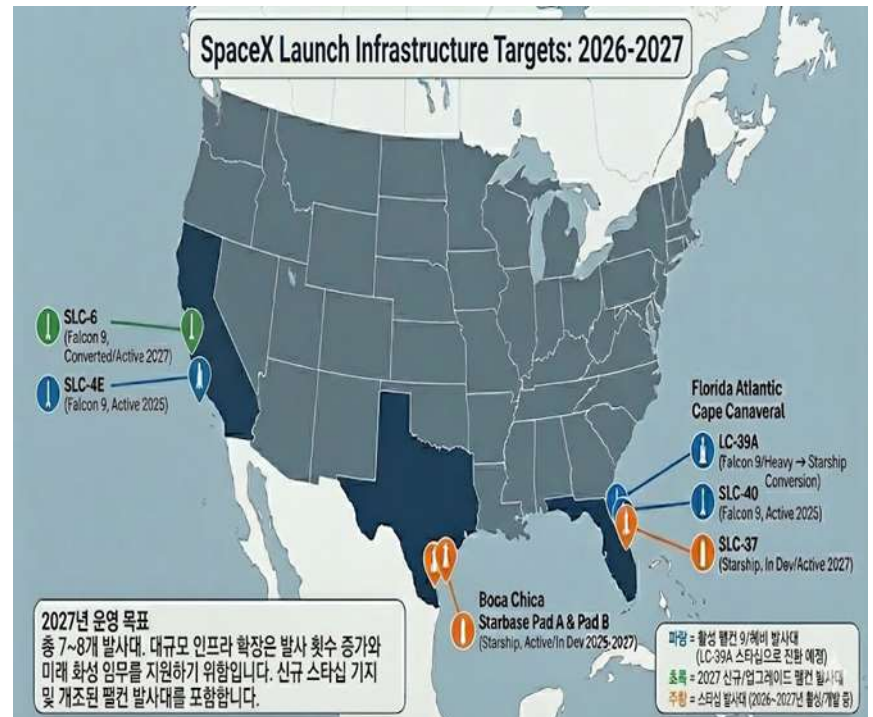 SpaceX Launch Infrastructure Targets: 2026-2027
SLC-6
(Falcon 9,
Converted/Active 2027)
SLC-4E
(Falcon 9, Active 2025)
Florida Atlantic
Cape Canaveral
LC-39A
(Falcon 9/Heavy → Starship
Conversion)
SLC-40
(Falcon 9, Active 2025)
SLC-37
(Starship, In Dev/Active 2027)
Boca Chica
Starbase Pad A & Pad B
(Starship, Active/In Dev 2025-2027)
2027년 운영 목표
총 7~8개 발사대. 대규모 인프라 확장은 발사 횟수 증가와
미래 화성 임무를 지원하기 위함입니다. 신규 스타십 기지
및 개조된 팰컨 발사대를 포함합니다.
파랑 = 활성 팰컨 9/헤비 발사대
(LC-39A 스타십으로 전환 예정)
초록 = 2027 신규/업그레이드 팰컨 발사대
주황 = 스타십 발사대 (2026~2027년 활성/개발 중)